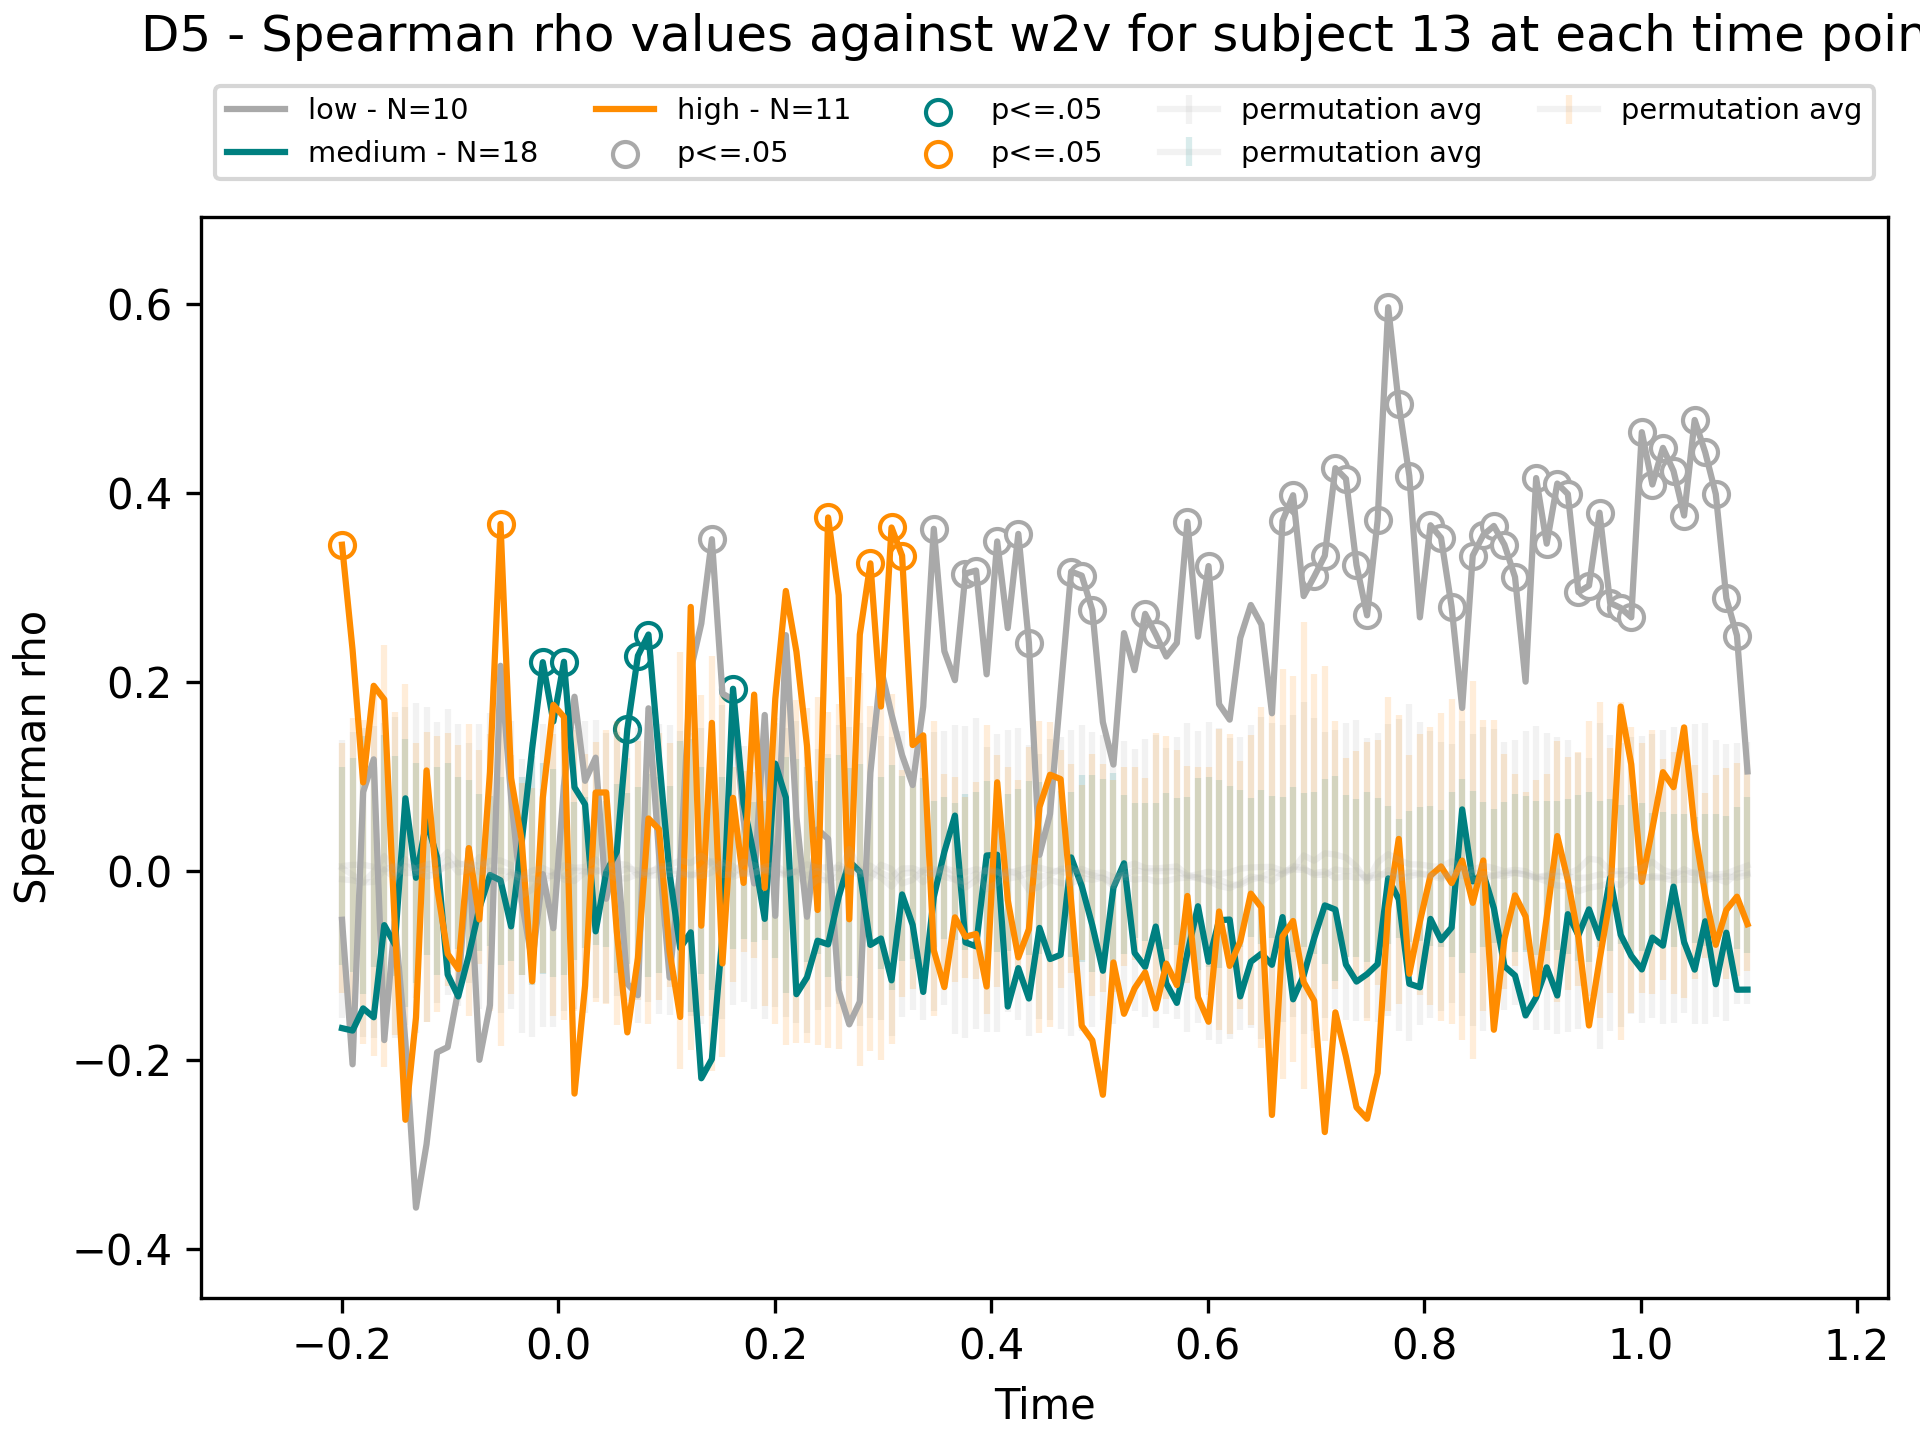 D5 - Spearman rho values against w2v for subject 13 at each time poin
low - N=10
medium - N=18
high - N=11
p<=.05
p<=.05
p<=.05
permutation avg
permutation avg
permutation avg
Spearman rho
0.6
0.4
0.2
0.0
−0.2
−0.4
−0.2 0.0 0.2 0.4 0.6 0.8 1.0 1.2
Time